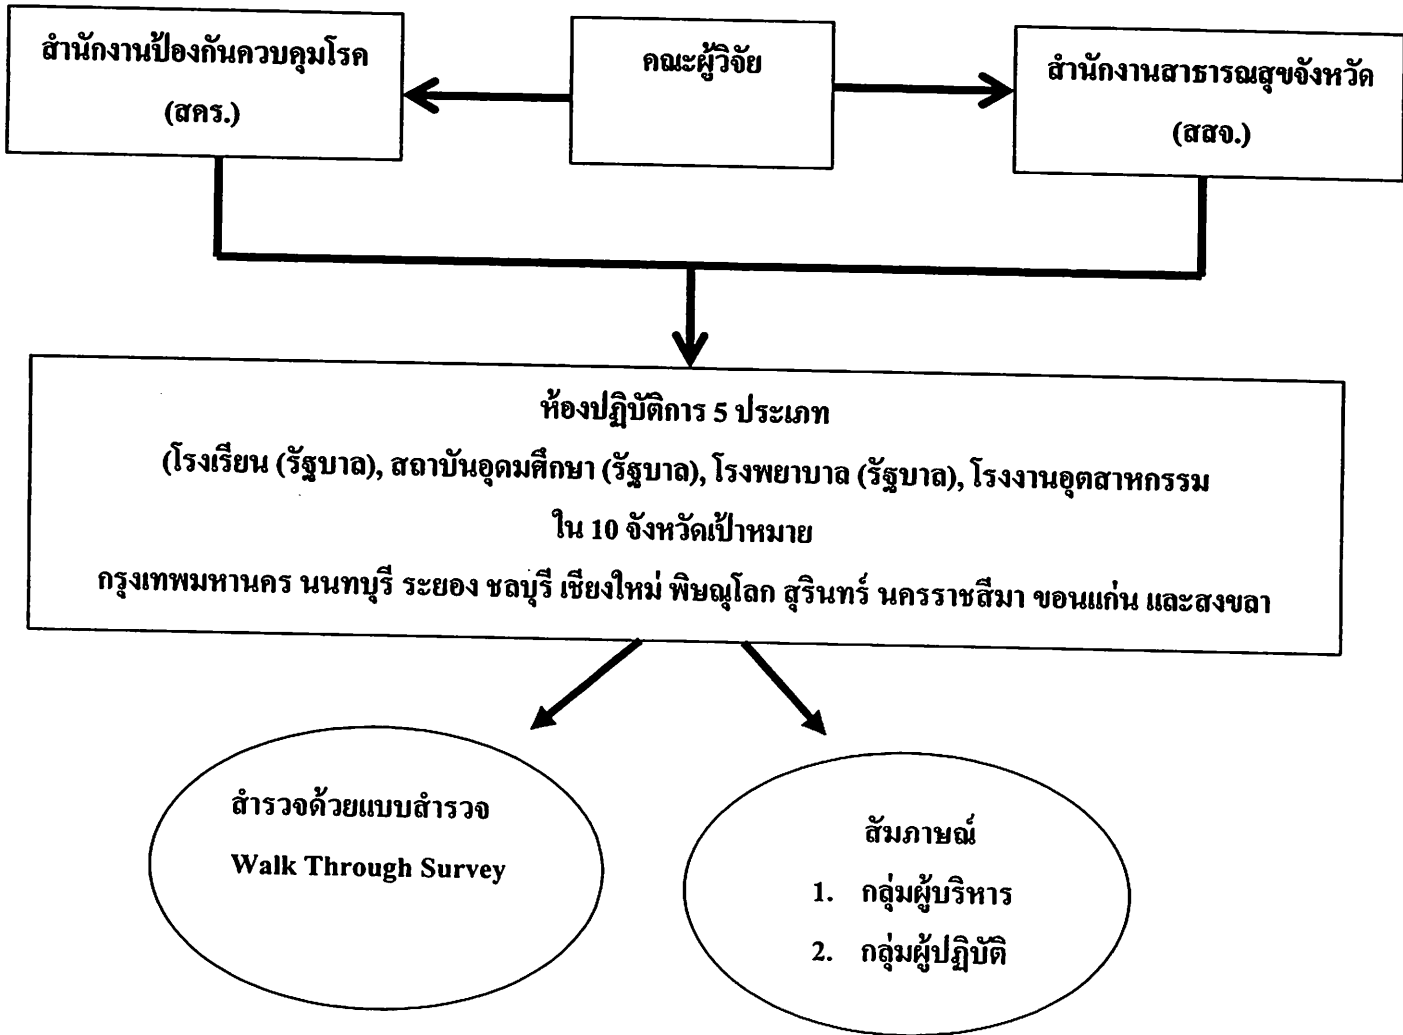 สำนักงานป้องกันควบคุมโรค
(สคร.)
คณะผู้วิจัย
สำนักงานสาธารณสุขจังหวัด
(สสจ.)
ห้องปฏิบัติการ 5 ประเภท
(โรงเรียน (รัฐบาล), สถาบันอุดมศึกษา (รัฐบาล), โรงพยาบาล (รัฐบาล), โรงงานอุตสาหกรรม
ใน 10 จังหวัดเป้าหมาย
กรุงเทพมหานคร นนทบุรี ระยอง ชลบุรี เชียงใหม่ พิษณุโลก สุรินทร์ นครราชสีมา ขอนแก่น และสงขลา
สำรวจด้วยแบบสำรวจ
Walk Through Survey
สัมภาษณ์
1. กลุ่มผู้บริหาร
2. กลุ่มผู้ปฏิบัติ